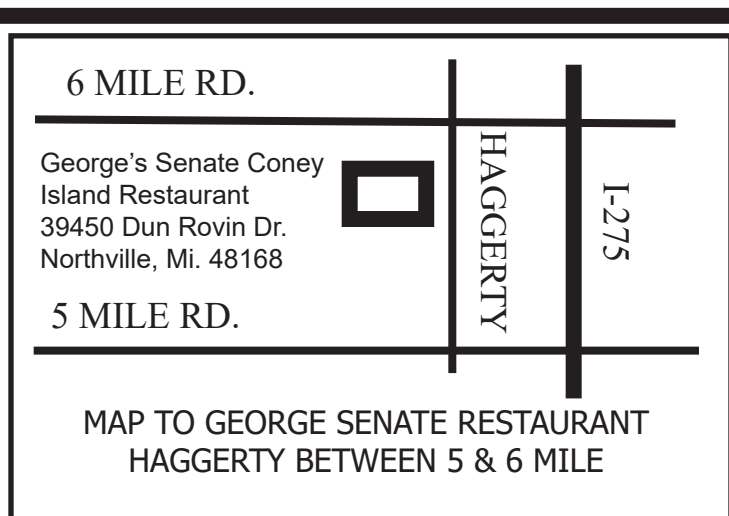 6 MILE RD.
George's Senate Coney
Island Restaurant
39450 Dun Rovin Dr.
Northville, Mi. 48168
HAGGERTY
I-275
5 MILE RD.
MAP TO GEORGE SENATE RESTAURANT
HAGGERTY BETWEEN 5 & 6 MILE